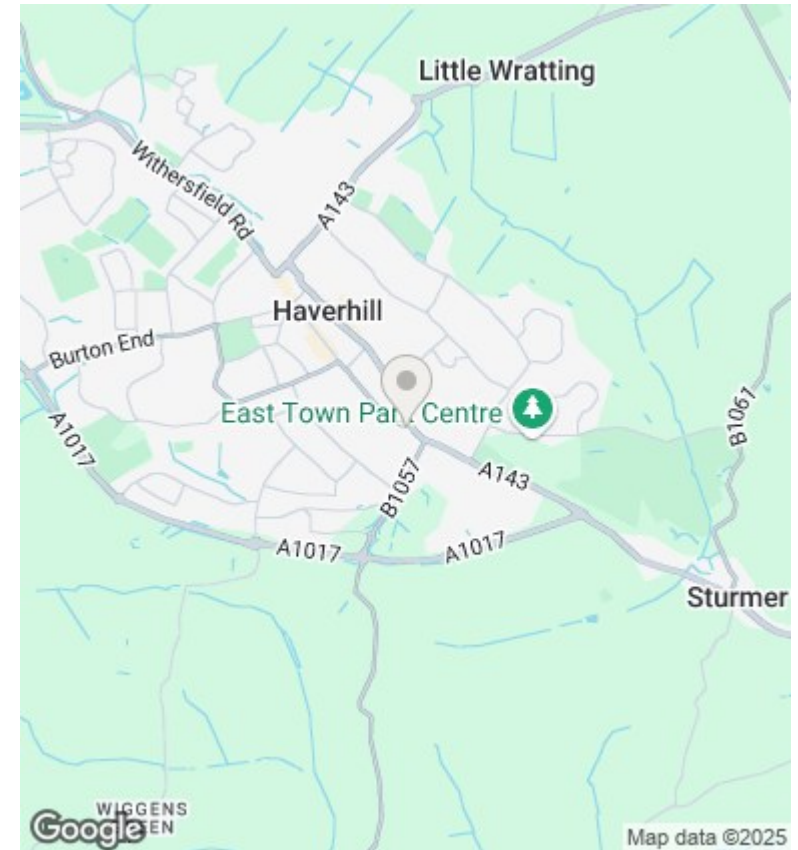 Little Wratting
Withersfield Rd
A143
Haverhill
Burton End
East Town Park Centre
B1061
A1017
A143
B1057
A1017
A1017
Sturmer
WIGGENS
Google
Map data ©2025